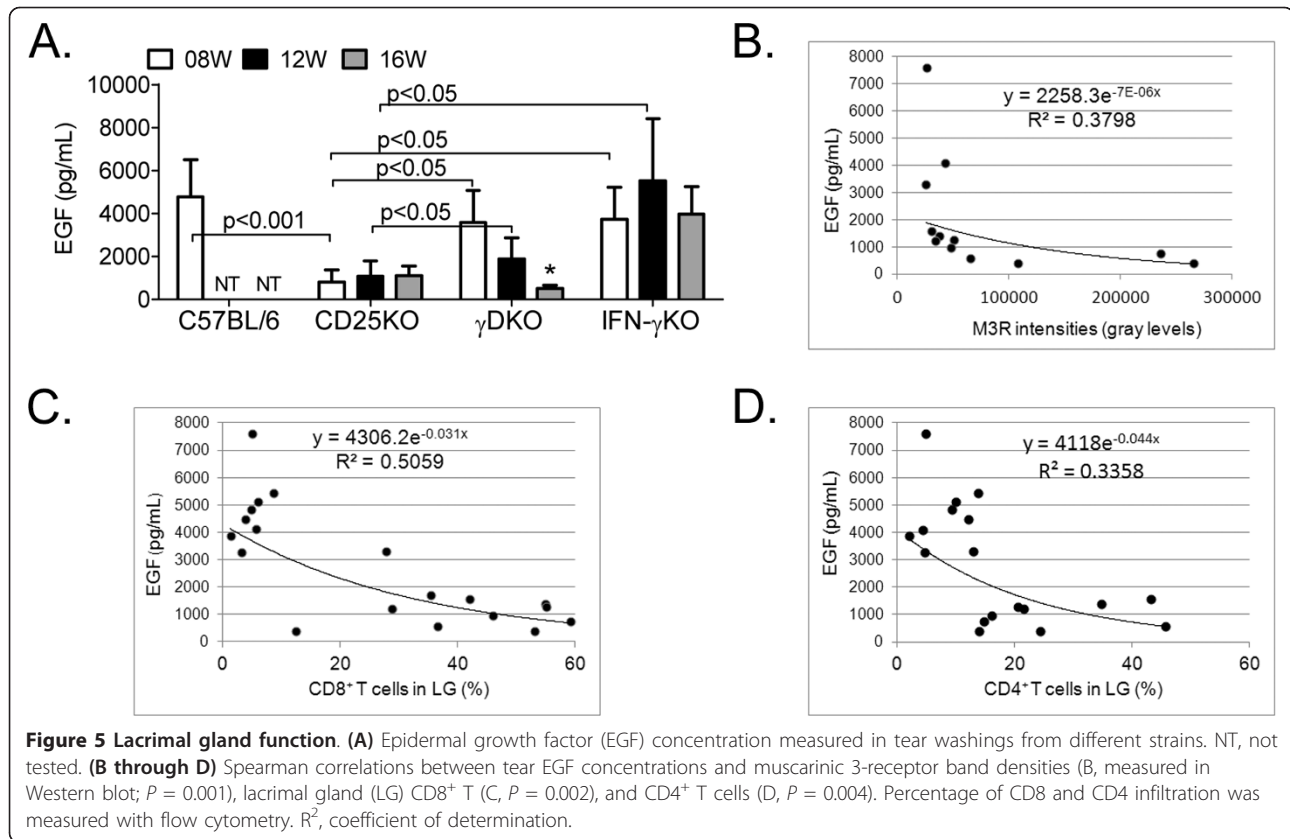 A.
08W 12W 16W
EGF (pg/mL)
10000
8000
6000
4000
2000
0
p<0.05
p<0.05
p<0.05
p<0.001
p<0.05
NT NT
*
C57BL/6 CD25KO γDKO IFN-γKO
B.
EGF (pg/mL)
8000
7000
6000
5000
4000
3000
2000
1000
0
y = 2258.3e^-7E-06x
R² = 0.3798
0 100000 200000 300000
M3R intensities (gray levels)
C.
EGF (pg/mL)
8000
7000
6000
5000
4000
3000
2000
1000
0
y = 4306.2e^-0.031x
R² = 0.5059
0 20 40 60
CD8⁺ T cells in LG (%)
D.
EGF (pg/mL)
8000
7000
6000
5000
4000
3000
2000
1000
0
y = 4118e^-0.044x
R² = 0.3358
0 20 40 60
CD4⁺ T cells in LG (%)
Figure 5 Lacrimal gland function. (A) Epidermal growth factor (EGF) concentration measured in tear washings from different strains. NT, not
tested. (B through D) Spearman correlations between tear EGF concentrations and muscarinic 3-receptor band densities (B, measured in
Western blot; P = 0.001), lacrimal gland (LG) CD8⁺ T (C, P = 0.002), and CD4⁺ T cells (D, P = 0.004). Percentage of CD8 and CD4 infiltration was
measured with flow cytometry. R², coefficient of determination.